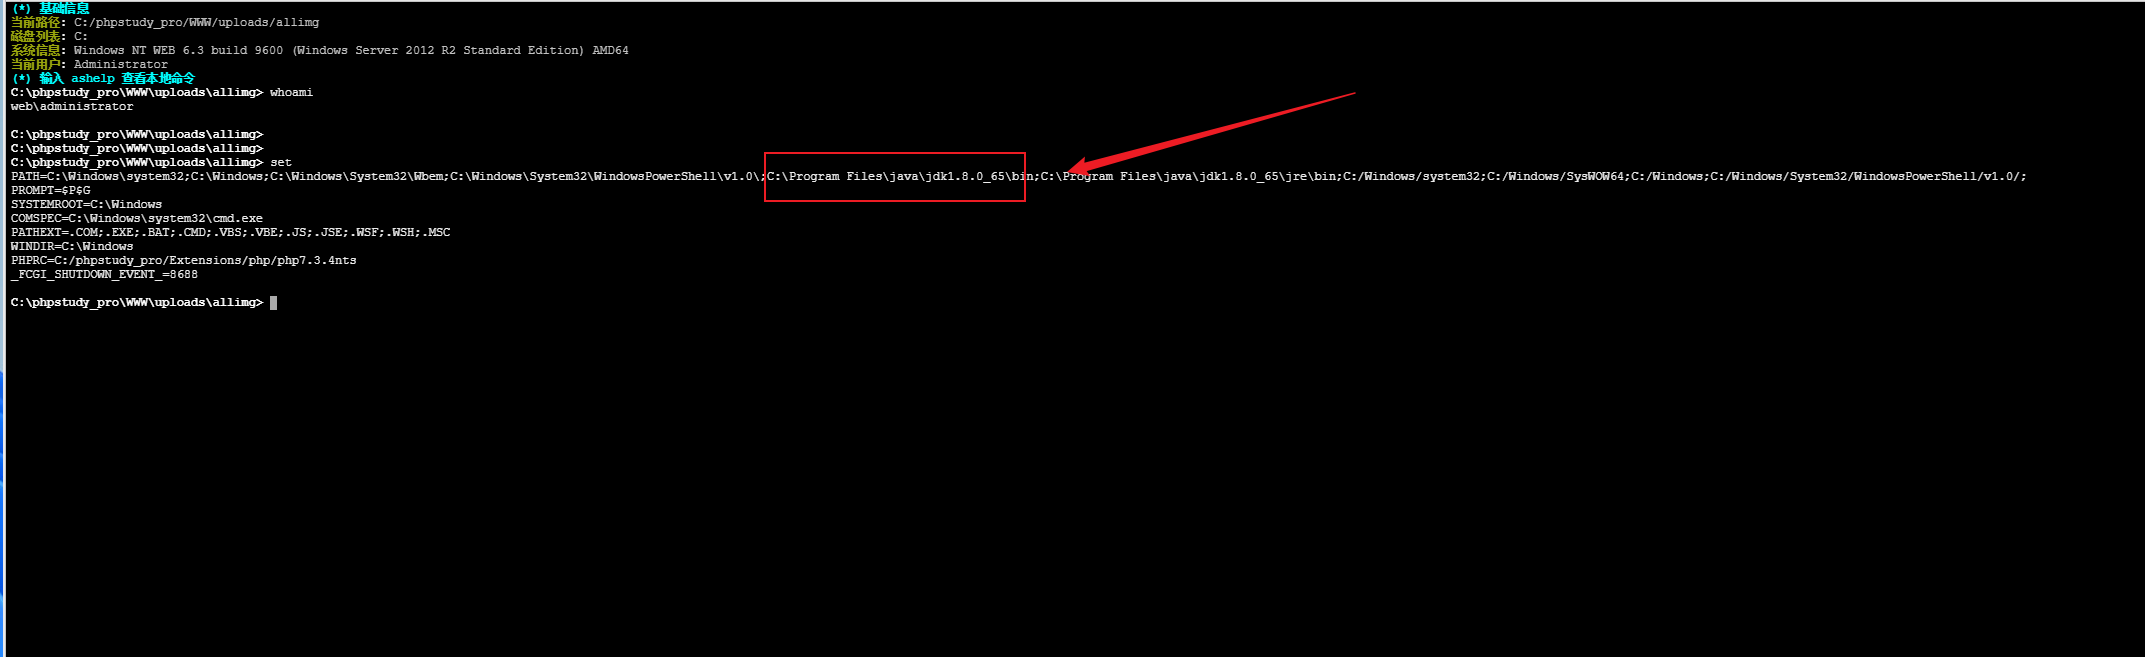 (*) 基础信息
当前路径: C:/phpstudy_pro/WWW/uploads/allimg
磁盘列表: C:
系统信息: Windows NT WEB 6.3 build 9600 (Windows Server 2012 R2 Standard Edition) AMD64
当前用户: Administrator
(*) 输入 ashelp 查看本地命令
C:\phpstudy_pro\WWW\uploads\allimg> whoami
web\administrator
C:\phpstudy_pro\WWW\uploads\allimg>
C:\phpstudy_pro\WWW\uploads\allimg>
C:\phpstudy_pro\WWW\uploads\allimg> set
PATH=C:\Windows\system32;C:\Windows;C:\Windows\System32\Wbem;C:\Windows\System32\WindowsPowerShell\v1.0\;C:\Program Files\java\jdk1.8.0_65\bin;C:\Program Files\java\jdk1.8.0_65\jre\bin;C:/Windows/system32;C:/Windows/SysWOW64;C:/Windows;C:/Windows/System32/WindowsPowerShell/v1.0/;
PROMPT=$P$G
SYSTEMROOT=C:\Windows
COMSPEC=C:\Windows\system32\cmd.exe
PATHEXT=.COM;.EXE;.BAT;.CMD;.VBS;.VBE;.JS;.JSE;.WSF;.WSH;.MSC
WINDIR=C:\Windows
PHPRC=C:/phpstudy_pro/Extensions/php/php7.3.4nts
_FCGI_SHUTDOWN_EVENT_=8688
C:\phpstudy_pro\WWW\uploads\allimg>